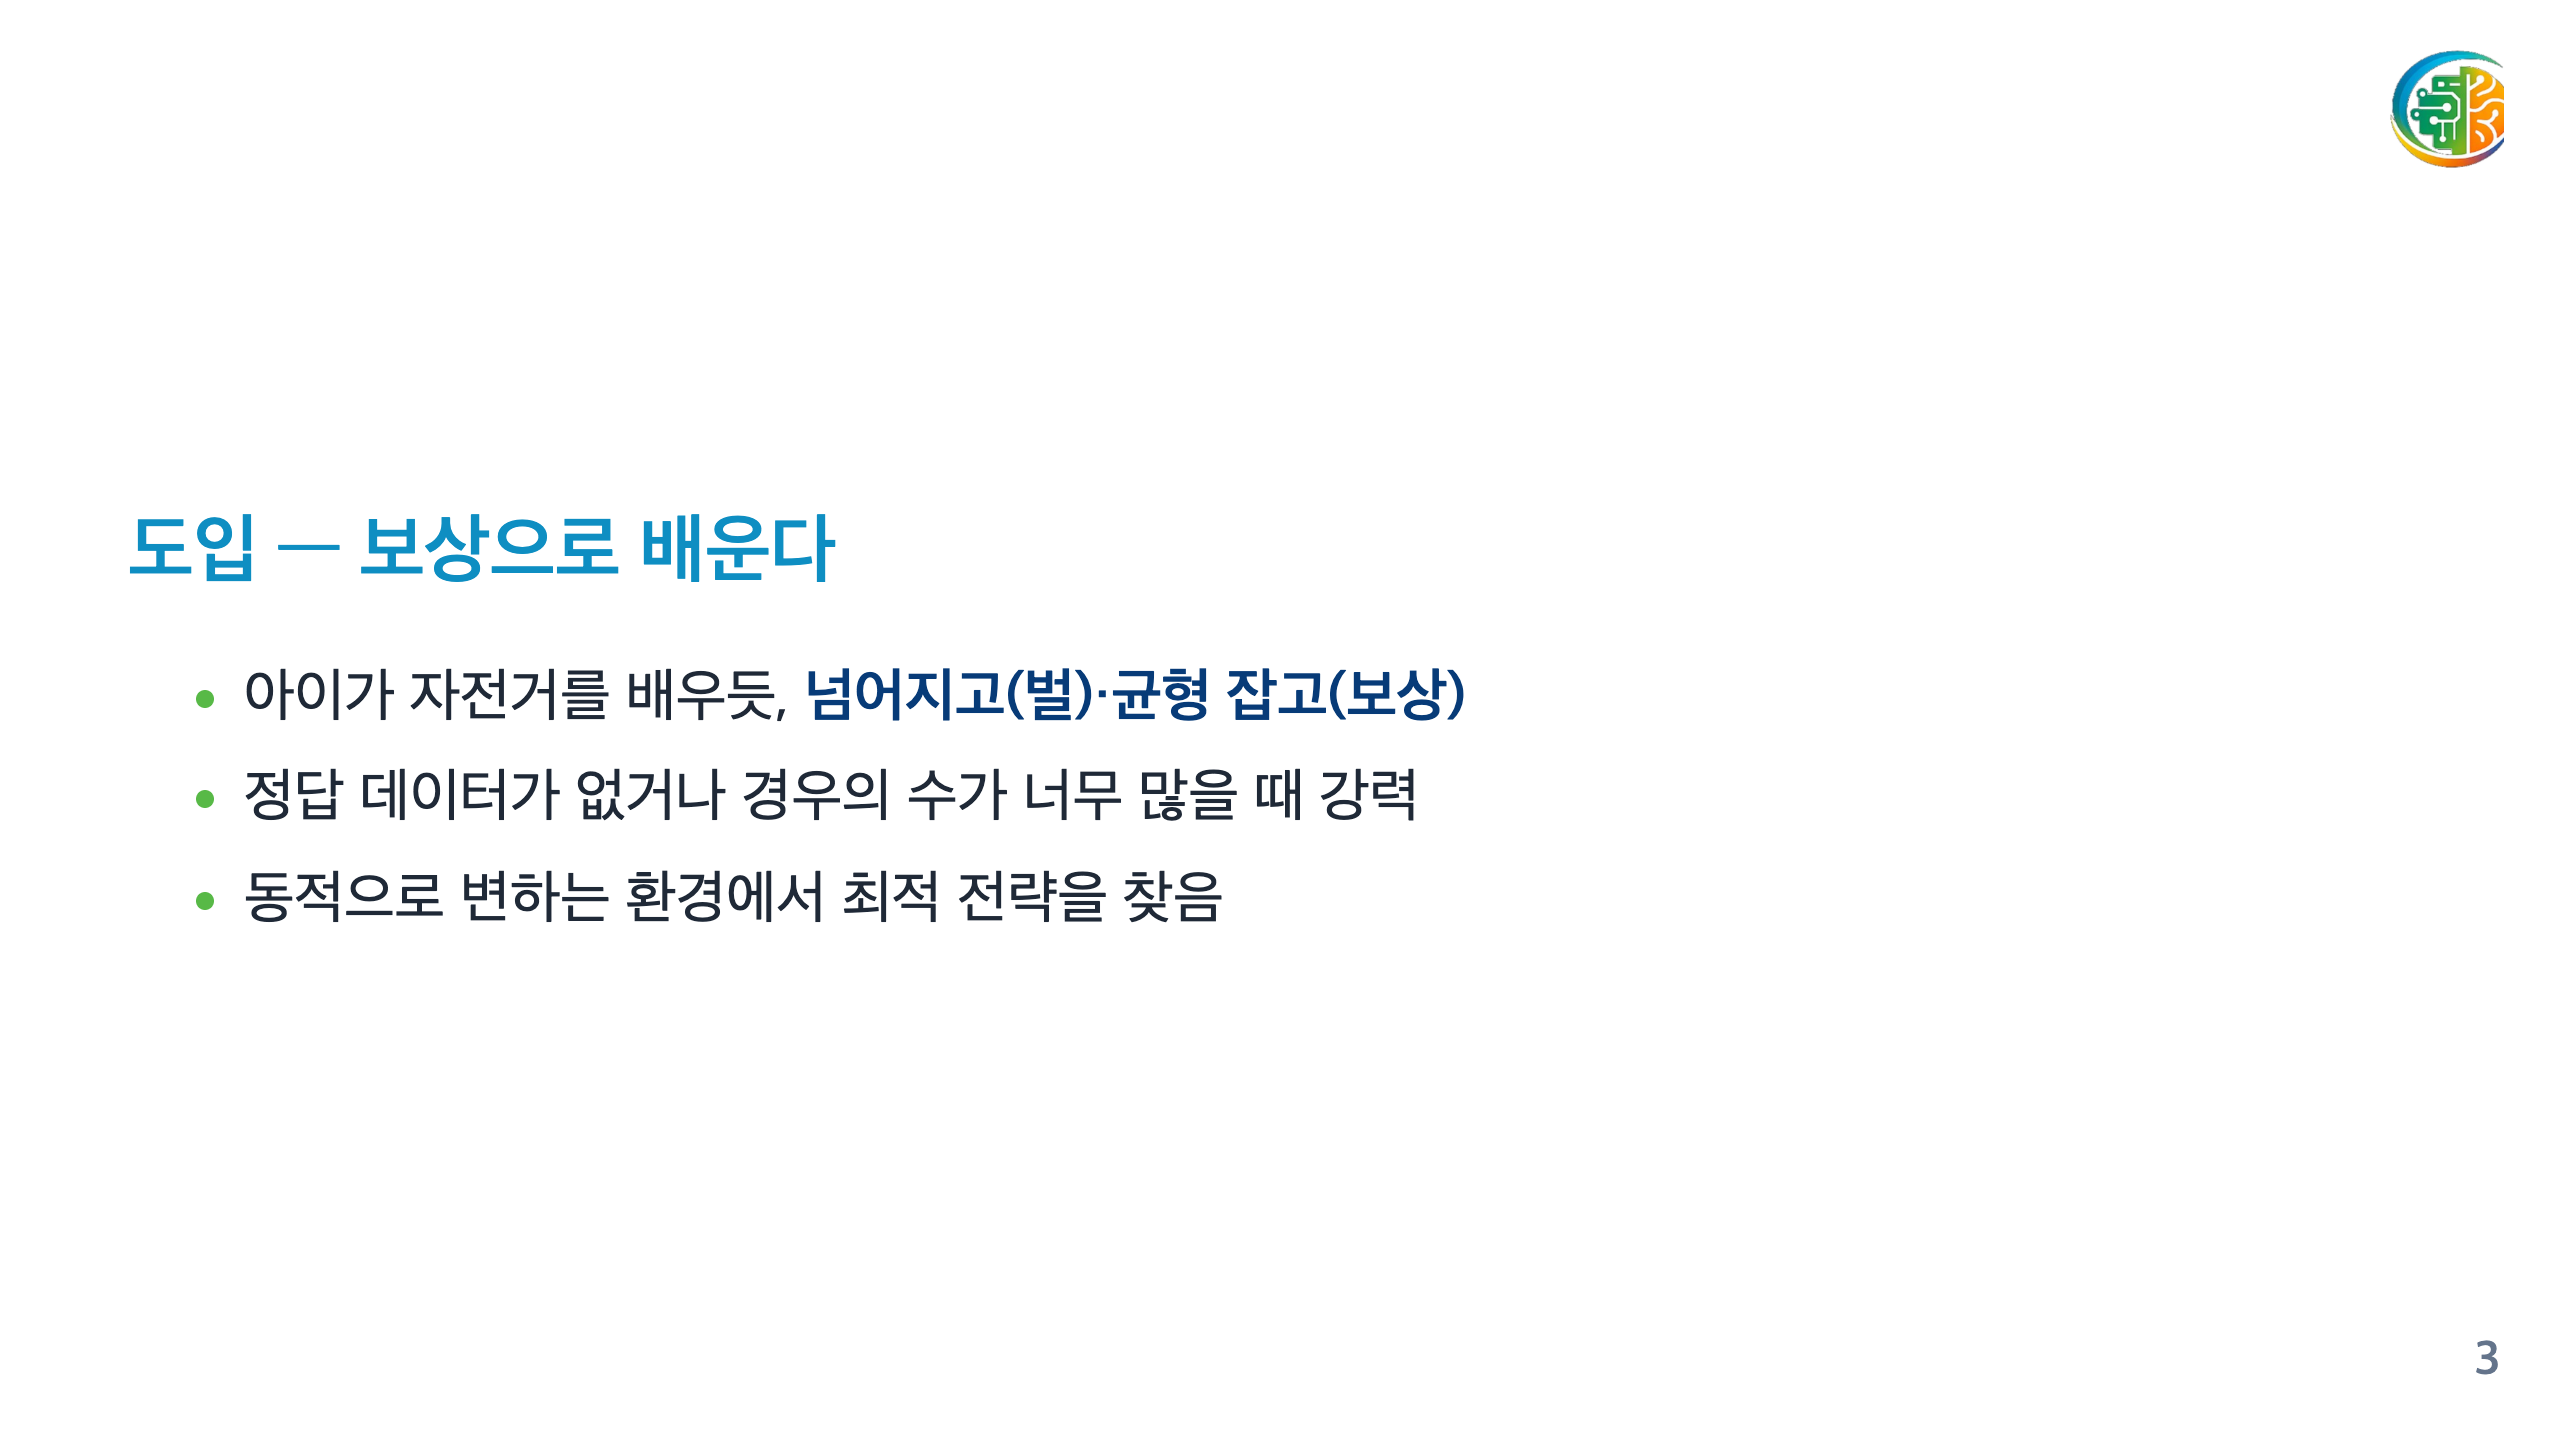 도입 — 보상으로 배운다
• 아이가 자전거를 배우듯, 넘어지고(벌)·균형 잡고(보상)
• 정답 데이터가 없거나 경우의 수가 너무 많을 때 강력
• 동적으로 변하는 환경에서 최적 전략을 찾음
3